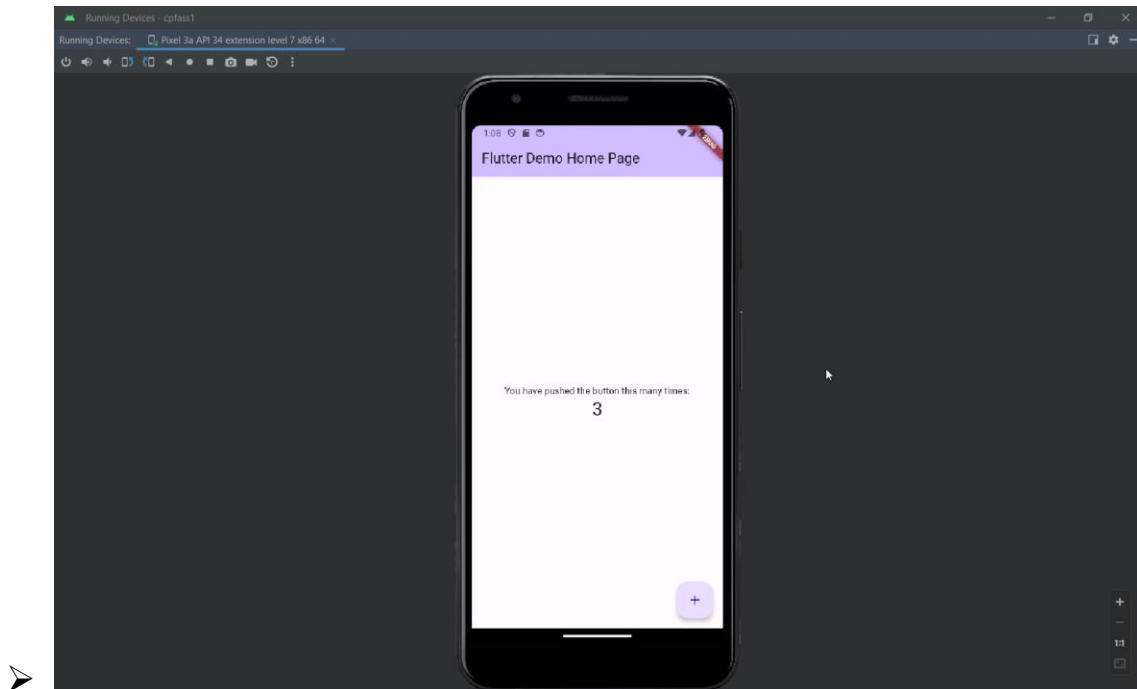 Running Devices - cpfass1
Running Devices: Pixel 3a API 34 extension level 7 x86 64
1:08
DEBUG
Flutter Demo Home Page
You have pushed the button this many times:
3
+
+
1:1